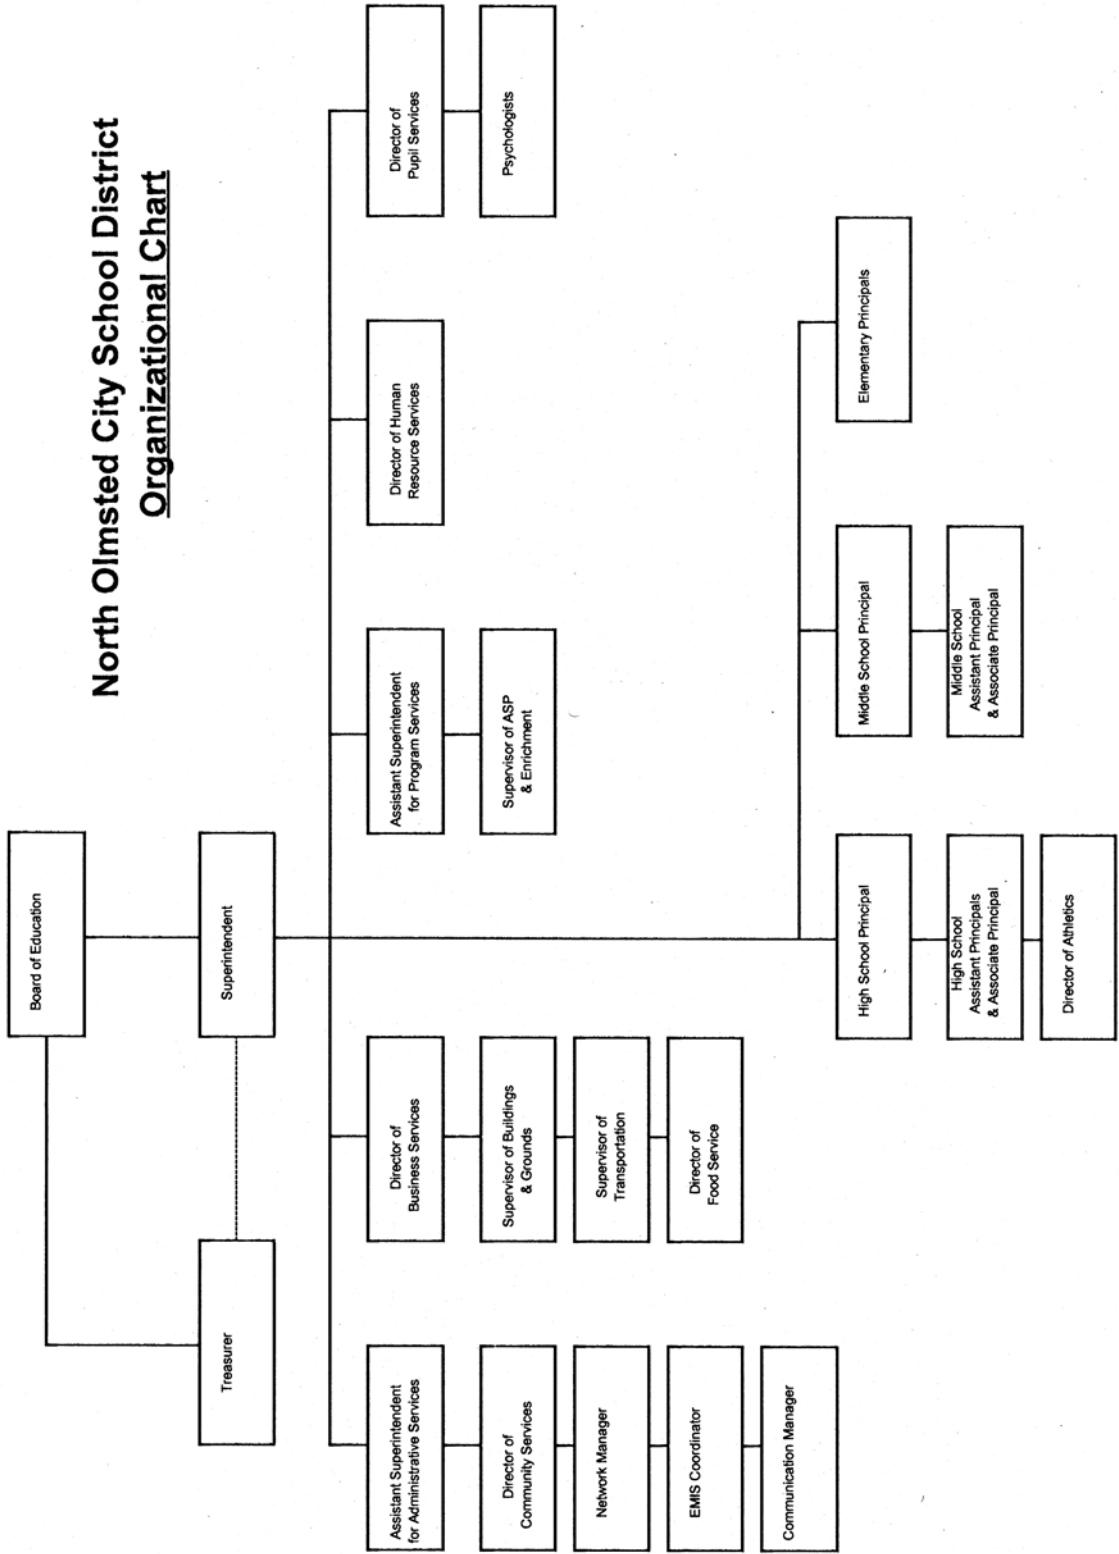 North Olmsted City School District
Organizational Chart
Board of Education
Treasurer
Superintendent
Assistant Superintendent
for Administrative Services
Director of
Community Services
Network Manager
EMIS Coordinator
Communication Manager
Director of
Business Services
Supervisor of Buildings
& Grounds
Supervisor of
Transportation
Director of
Food Service
Assistant Superintendent
for Program Services
Supervisor of ASP
& Enrichment
Director of Human
Resource Services
Director of
Pupil Services
Psychologists
High School Principal
High School
Assistant Principals
& Associate Principal
Director of Athletics
Middle School Principal
Middle School
Assistant Principal
& Associate Principal
Elementary Principals